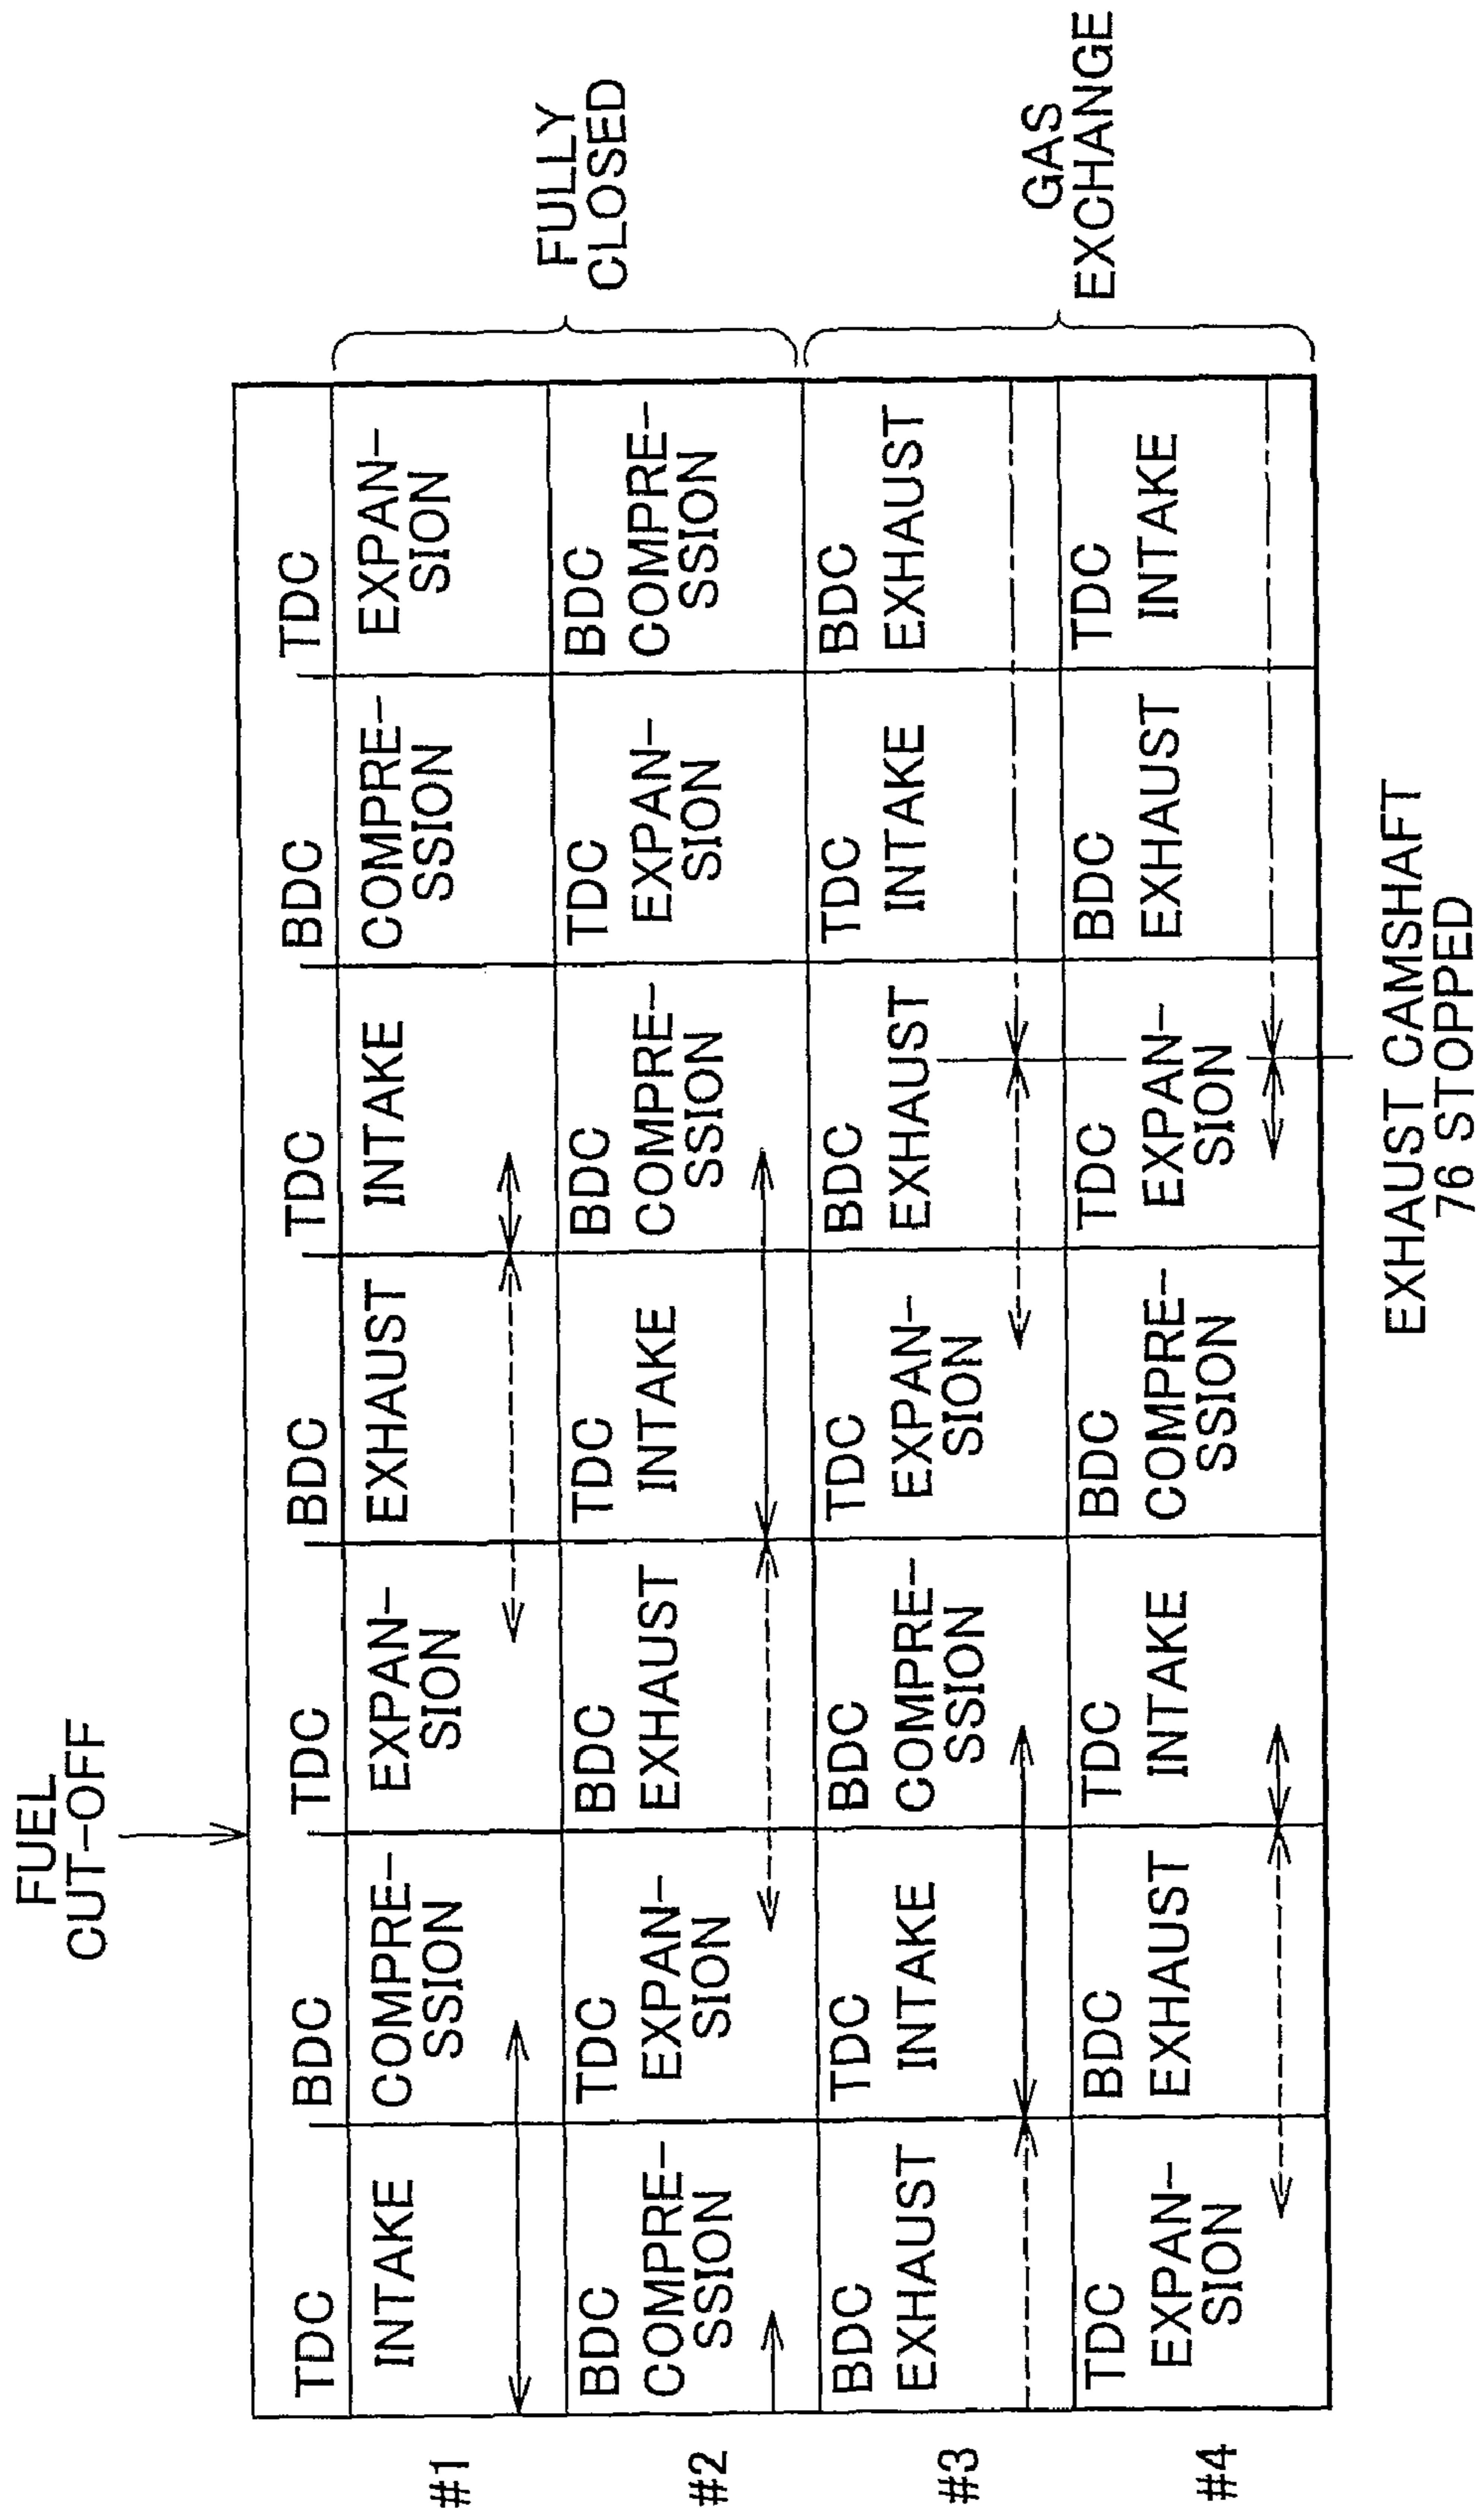 FUEL
CUT-OFF
TDC BDC TDC BDC TDC BDC TDC
#1
INTAKE
COMPRE-
SSION
EXPAN-
SION
EXHAUST
INTAKE
COMPRE-
SSION
EXPAN-
SION
FULLY
CLOSED
#2
BDC TDC BDC TDC BDC TDC BDC
COMPRE-
SSION
EXPAN-
SION
EXHAUST
INTAKE
COMPRE-
SSION
EXPAN-
SION
COMPRE-
SSION
#3
BDC TDC BDC TDC BDC TDC BDC
EXHAUST
INTAKE
COMPRE-
SSION
EXPAN-
SION
EXHAUST
INTAKE
EXHAUST
GAS
EXCHANGE
#4
TDC BDC TDC BDC TDC BDC TDC
EXPAN-
SION
EXHAUST
INTAKE
COMPRE-
SSION
EXPAN-
SION
EXHAUST
INTAKE
EXHAUST CAMSHAFT
76 STOPPED